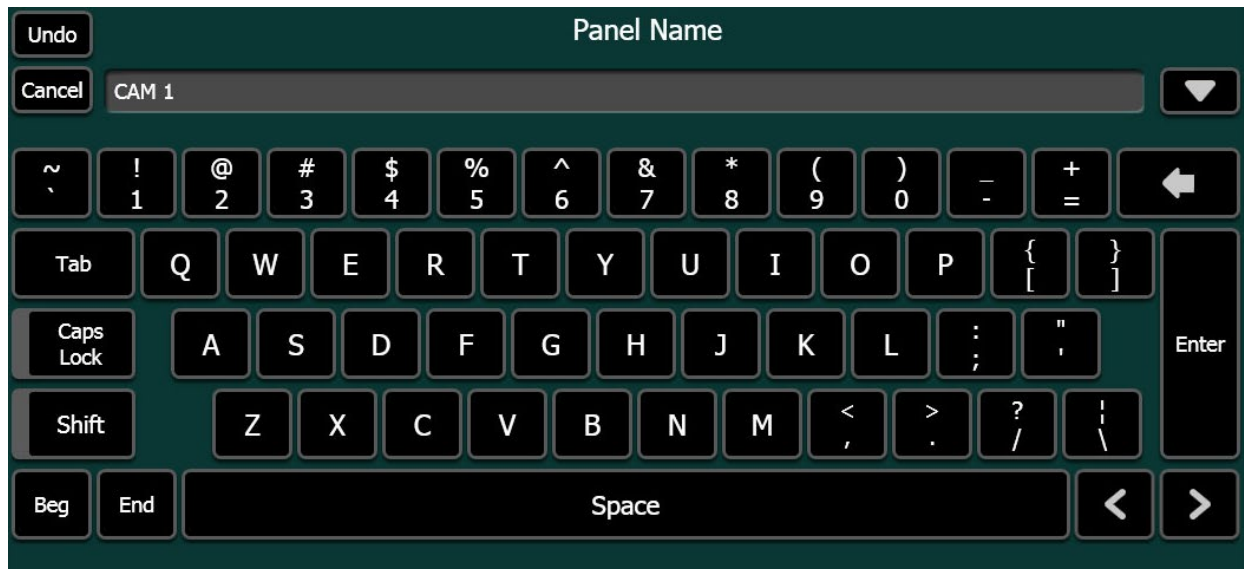 Undo Panel Name
Cancel CAM 1
~ ! @ # $ % ^ & * ( ) _ +
` 1 2 3 4 5 6 7 8 9 0 - =
Tab Q W E R T Y U I O P { }
[ ]
Caps Lock A S D F G H J K L : "
; '
Enter
Shift Z X C V B N M < > ? ¦
, . / \
Beg End Space < >